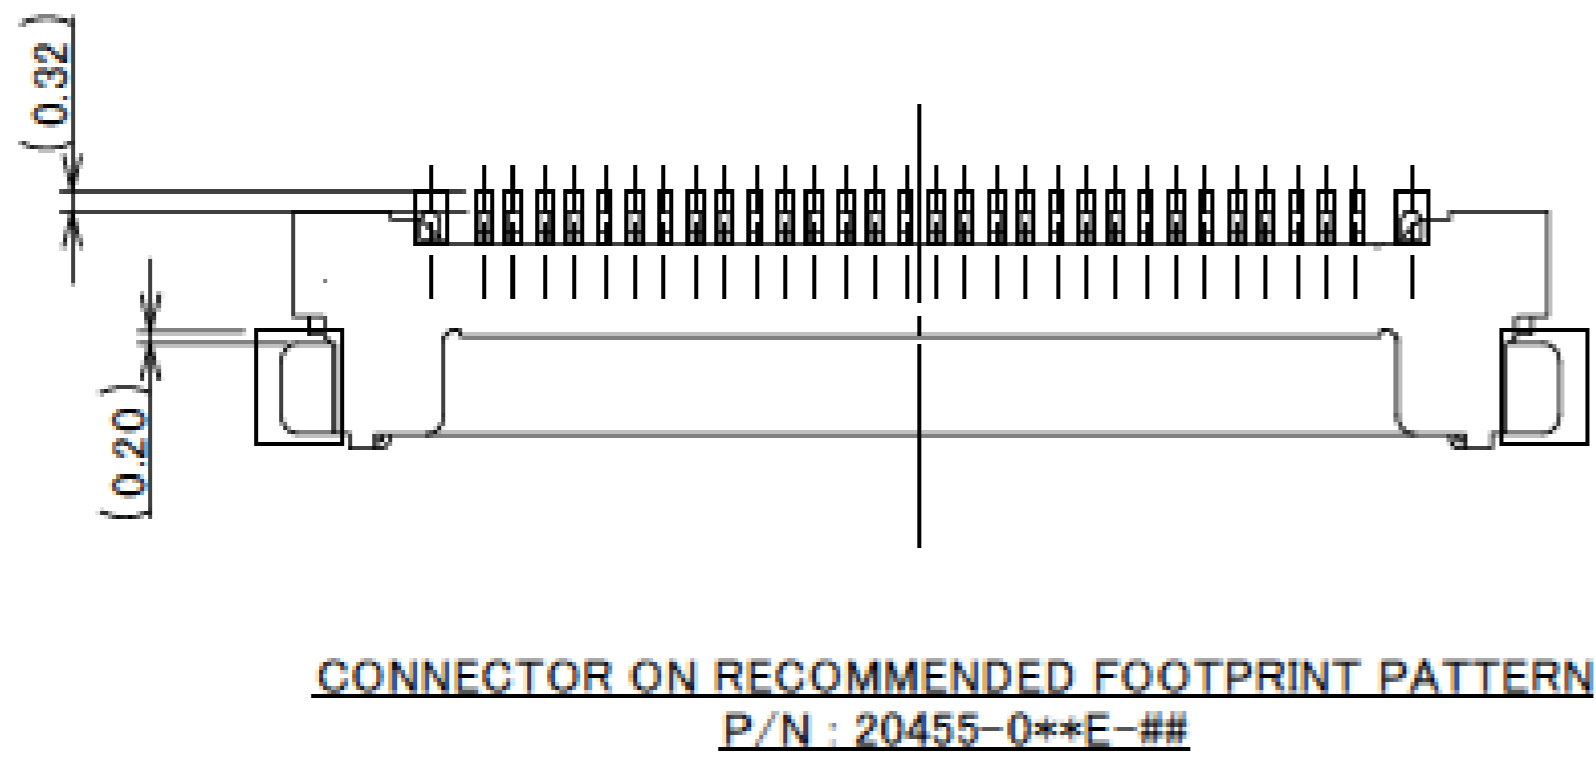 (0.32)
(0.20)
CONNECTOR ON RECOMMENDED FOOTPRINT PATTERN
P/N : 20455-0**E-##